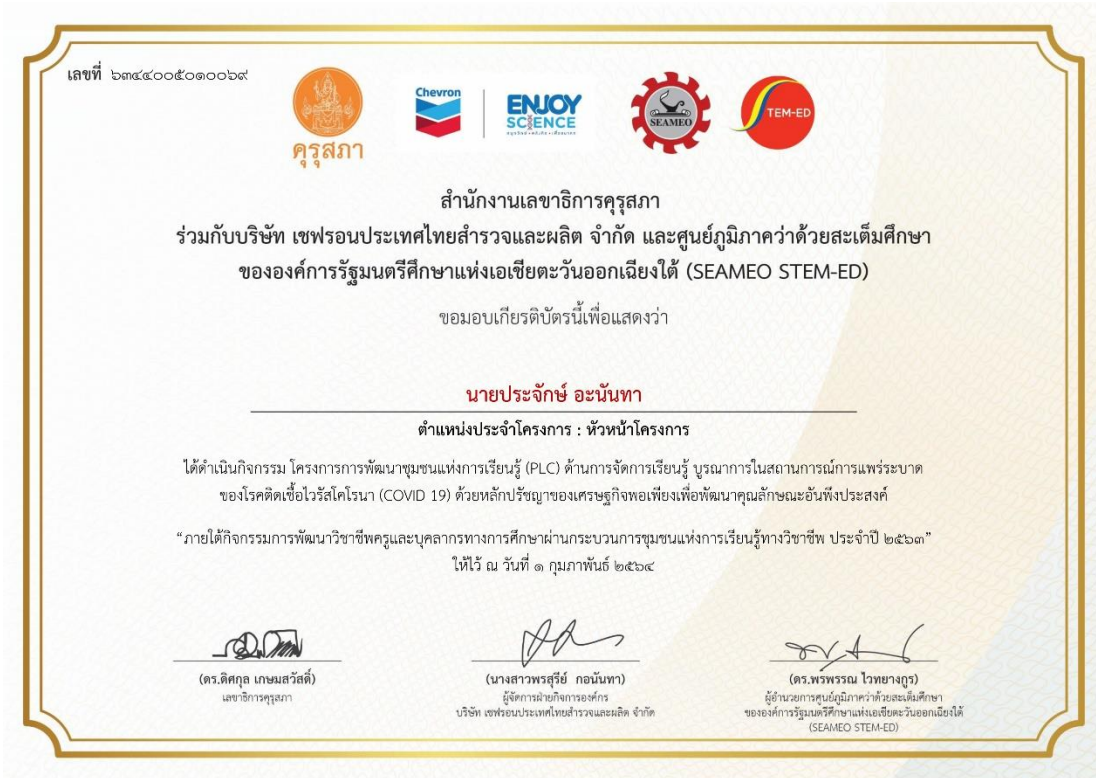 เลขที่ ๖๓๔๔๐๐๕๐๑๐๐๖๙
คุรุสภา
Chevron
ENJOY
SCIENCE
SEAMEO
TEM-ED
สำนักงานเลขาธิการคุรุสภา
ร่วมกับบริษัท เชฟรอนประเทศไทยสำรวจและผลิต จำกัด และศูนย์ภูมิภาคว่าด้วยสะเต็มศึกษา
ขององค์การรัฐมนตรีศึกษาแห่งเอเชียตะวันออกเฉียงใต้ (SEAMEO STEM-ED)
ขอมอบเกียรติบัตรนี้เพื่อแสดงว่า
นายประจักษ์ อะนันทา
ตำแหน่งประจำโครงการ : หัวหน้าโครงการ
ได้ดำเนินกิจกรรม โครงการการพัฒนาชุมชนแห่งการเรียนรู้ (PLC) ด้านการจัดการเรียนรู้ บูรณาการในสถานการณ์การแพร่ระบาด
ของโรคติดเชื้อไวรัสโคโรนา (COVID 19) ด้วยหลักปรัชญาของเศรษฐกิจพอเพียงเพื่อพัฒนาคุณลักษณะอันพึงประสงค์
“ภายใต้กิจกรรมการพัฒนาวิชาชีพครูและบุคลากรทางการศึกษาผ่านกระบวนการชุมชนแห่งการเรียนรู้ทางวิชาชีพ ประจำปี ๒๕๖๓”
ให้ไว้ ณ วันที่ ๑ กุมภาพันธ์ ๒๕๖๔
(ดร.ดิศกุล เกษมสวัสดิ์)
เลขาธิการคุรุสภา
(นางสาวพรสุรีย์ กอนันทา)
ผู้จัดการฝ่ายกิจการองค์กร
บริษัท เชฟรอนประเทศไทยสำรวจและผลิต จำกัด
(ดร.พรพรรณ ไวทยางกูร)
ผู้อำนวยการศูนย์ภูมิภาคว่าด้วยสะเต็มศึกษา
ขององค์การรัฐมนตรีศึกษาแห่งเอเชียตะวันออกเฉียงใต้
(SEAMEO STEM-ED)